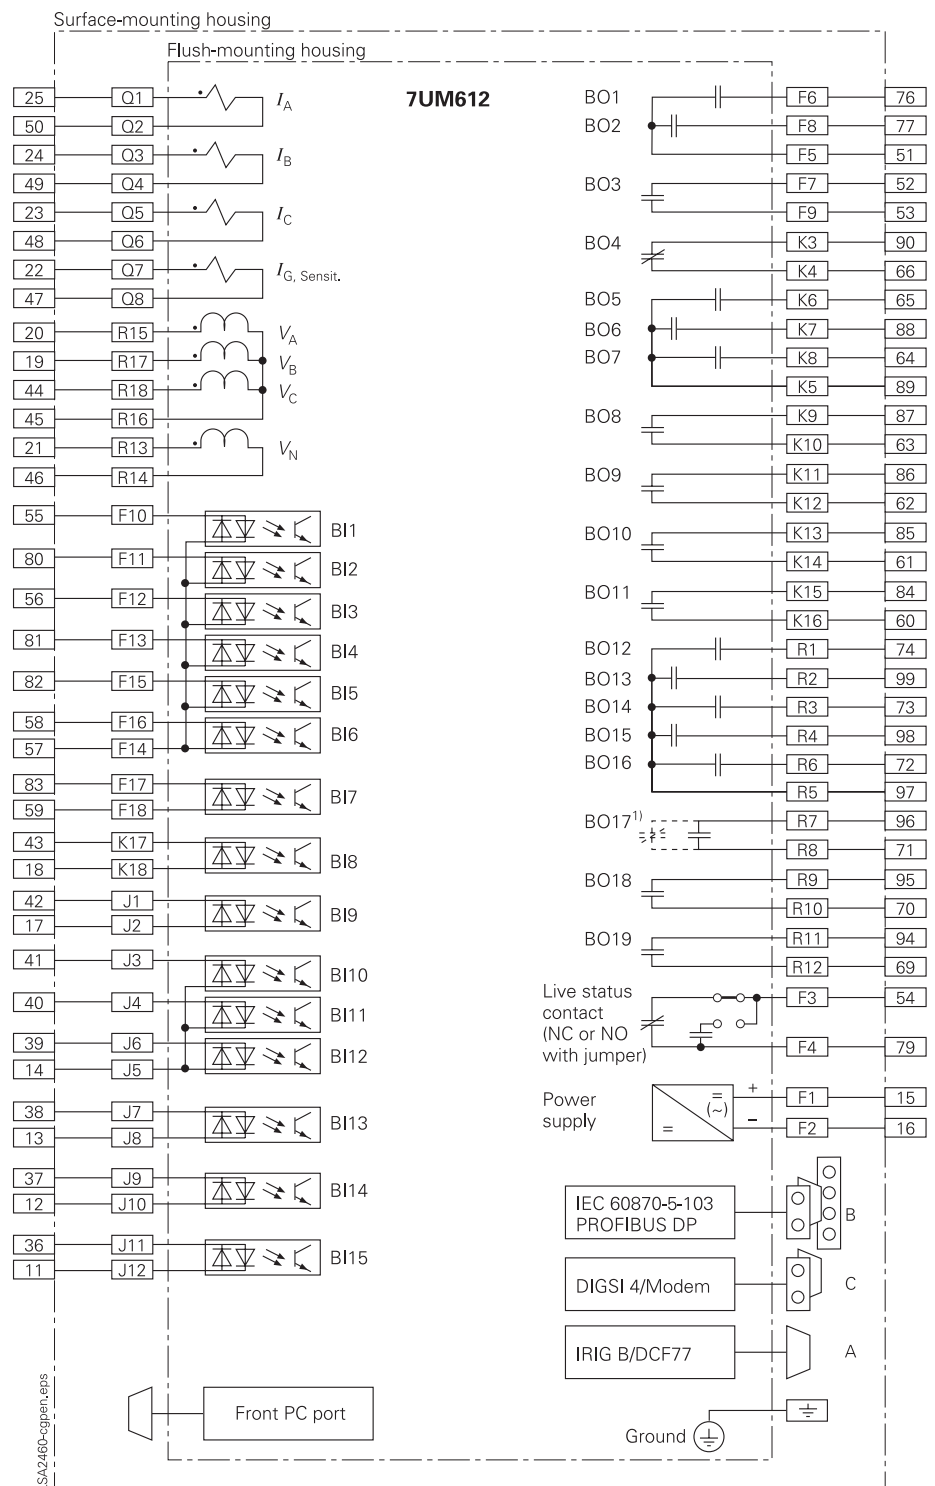 Surface-mounting housing
Flush-mounting housing
7UM612
25 Q1 I_A
50 Q2
24 Q3 I_B
49 Q4
23 Q5 I_C
48 Q6
22 Q7 I_G, Sensit.
47 Q8
20 R15 V_A
19 R17 V_B
44 R18 V_C
45 R16
21 R13 V_N
46 R14
55 F10 BI1
80 F11 BI2
56 F12 BI3
81 F13 BI4
82 F15 BI5
58 F16 BI6
57 F14
83 F17 BI7
59 F18
43 K17 BI8
18 K18
42 J1 BI9
17 J2
41 J3 BI10
40 J4 BI11
39 J6 BI12
14 J5
38 J7 BI13
13 J8
37 J9 BI14
12 J10
36 J11 BI15
11 J12
Front PC port
BO1 F6 76
BO2 F8 77
F5 51
BO3 F7 52
F9 53
BO4 K3 90
K4 66
BO5 K6 65
BO6 K7 88
BO7 K8 64
K5 89
BO8 K9 87
K10 63
BO9 K11 86
K12 62
BO10 K13 85
K14 61
BO11 K15 84
K16 60
BO12 R1 74
BO13 R2 99
BO14 R3 73
BO15 R4 98
BO16 R6 72
R5 97
BO17 1) R7 96
R8 71
BO18 R9 95
R10 70
BO19 R11 94
R12 69
Live status
contact
(NC or NO
with jumper)
F3 54
F4 79
Power
supply
=
(~)
=
+ F1 15
− F2 16
IEC 60870-5-103
PROFIBUS DP
B
DIGSI 4/Modem
C
IRIG B/DCF77
A
Ground
SA2460-cgpen.eps